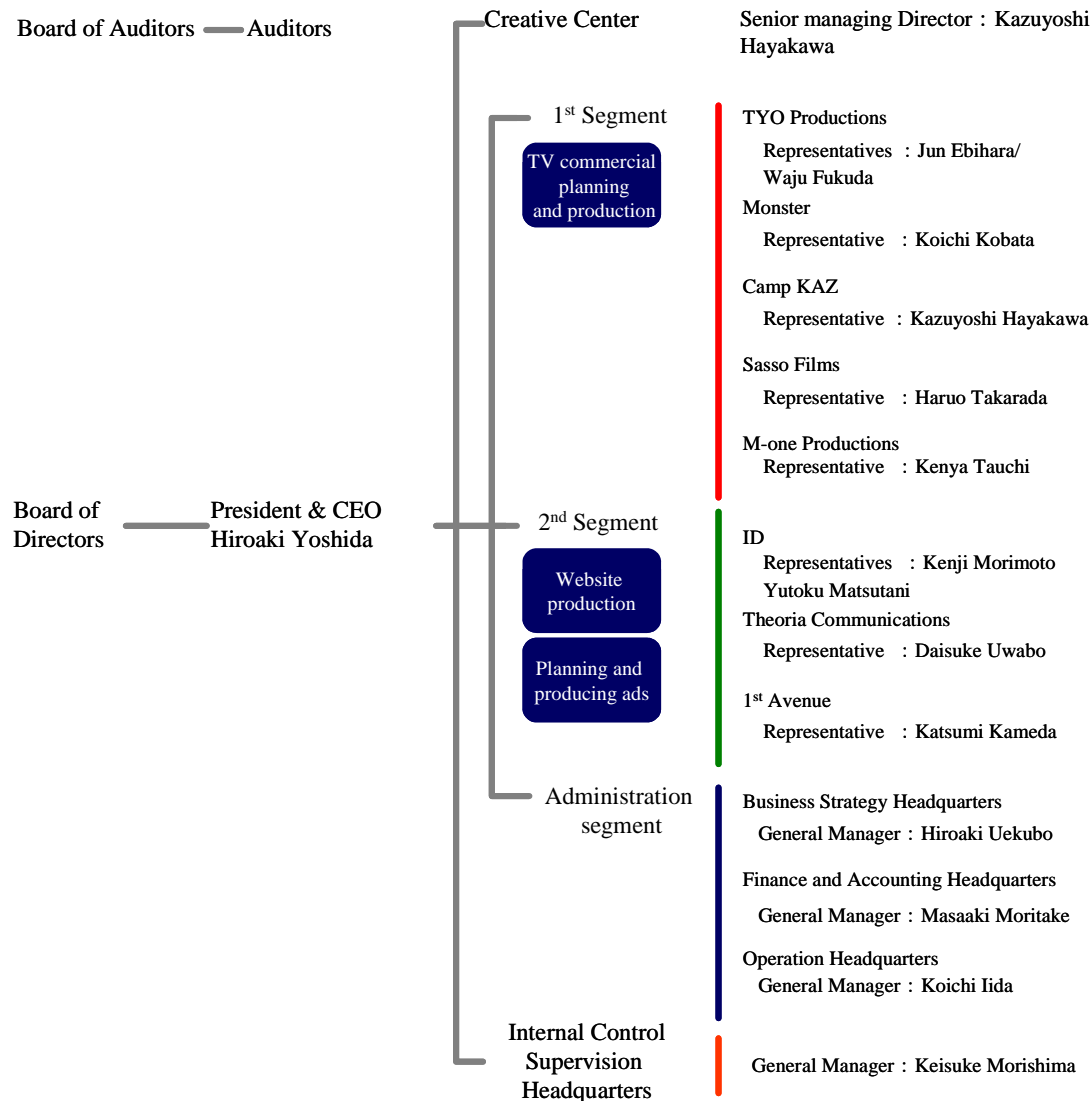 Board of Auditors
Auditors
Creative Center
Senior managing Director：Kazuyoshi
Hayakawa
1st Segment
TV commercial
planning
and production
TYO Productions
Representatives ：Jun Ebihara/
Waju Fukuda
Monster
Representative ：Koichi Kobata
Camp KAZ
Representative ：Kazuyoshi Hayakawa
Sasso Films
Representative ：Haruo Takarada
M-one Productions
Representative ：Kenya Tauchi
Board of
Directors
President & CEO
Hiroaki Yoshida
2nd Segment
Website
production
Planning and
producing ads
ID
Representatives ：Kenji Morimoto
Yutoku Matsutani
Theoria Communications
Representative ：Daisuke Uwabo
1st Avenue
Representative ：Katsumi Kameda
Administration
segment
Business Strategy Headquarters
General Manager：Hiroaki Uekubo
Finance and Accounting Headquarters
General Manager：Masaaki Moritake
Operation Headquarters
General Manager：Koichi Iida
Internal Control
Supervision
Headquarters
General Manager：Keisuke Morishima